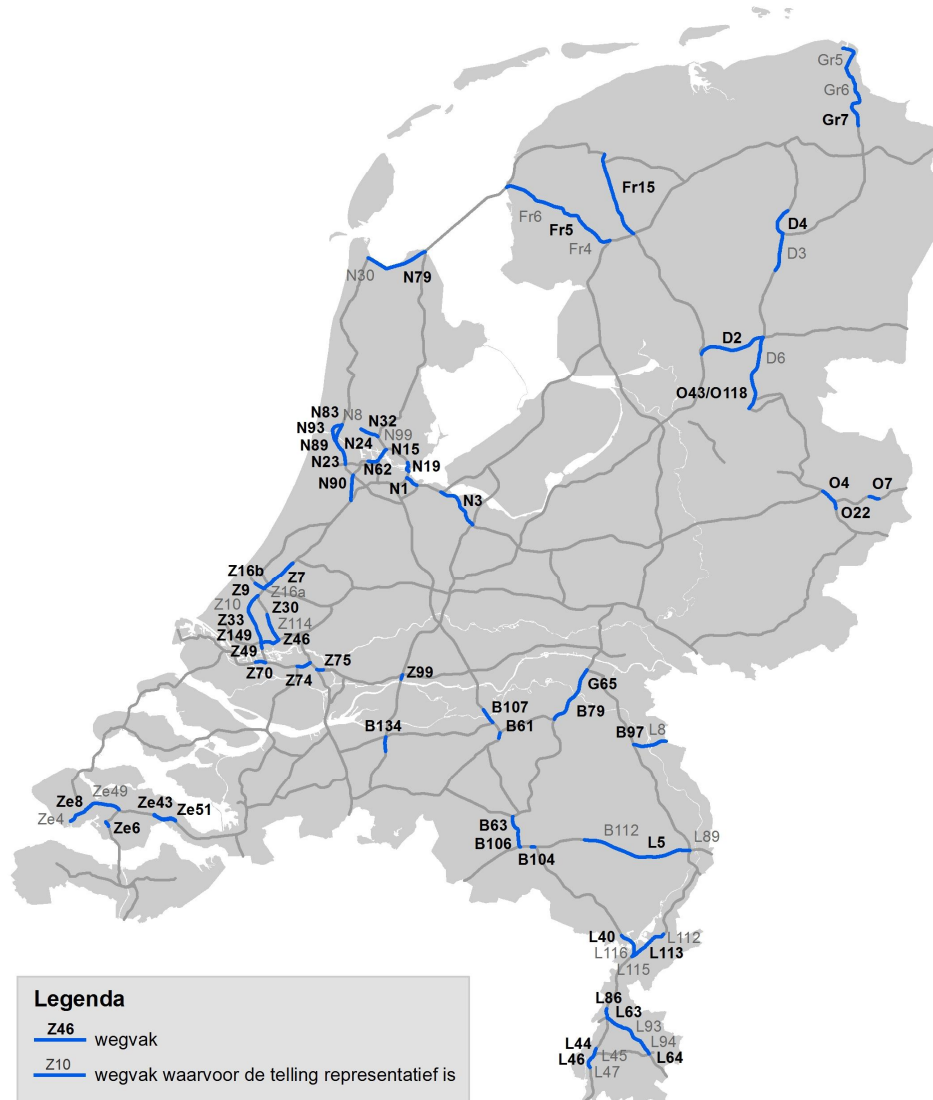 Gr5
Gr6
Gr7
Fr15
Fr6
Fr5
Fr4
D4
D3
N30
N79
D2
D6
O43/O118
N83
N8
N93
N32
N99
N89
N24
N15
N23
N62
N19
N90
N1
N3
O4
O7
O22
Z16b
Z7
Z9
Z16a
Z10
Z30
Z33
Z114
Z149
Z46
Z49
Z75
Z70
Z74
Z99
G65
B107
B79
B134
B61
B97
L8
Ze49
Ze8
Ze43
Ze51
Ze4
Ze6
B63
B112
L5
L89
B106
B104
L40
L112
L116
L113
L115
L86
L63
L93
L44
L94
L46
L45
L64
L47
Legenda
Z46
wegvak
Z10
wegvak waarvoor de telling representatief is